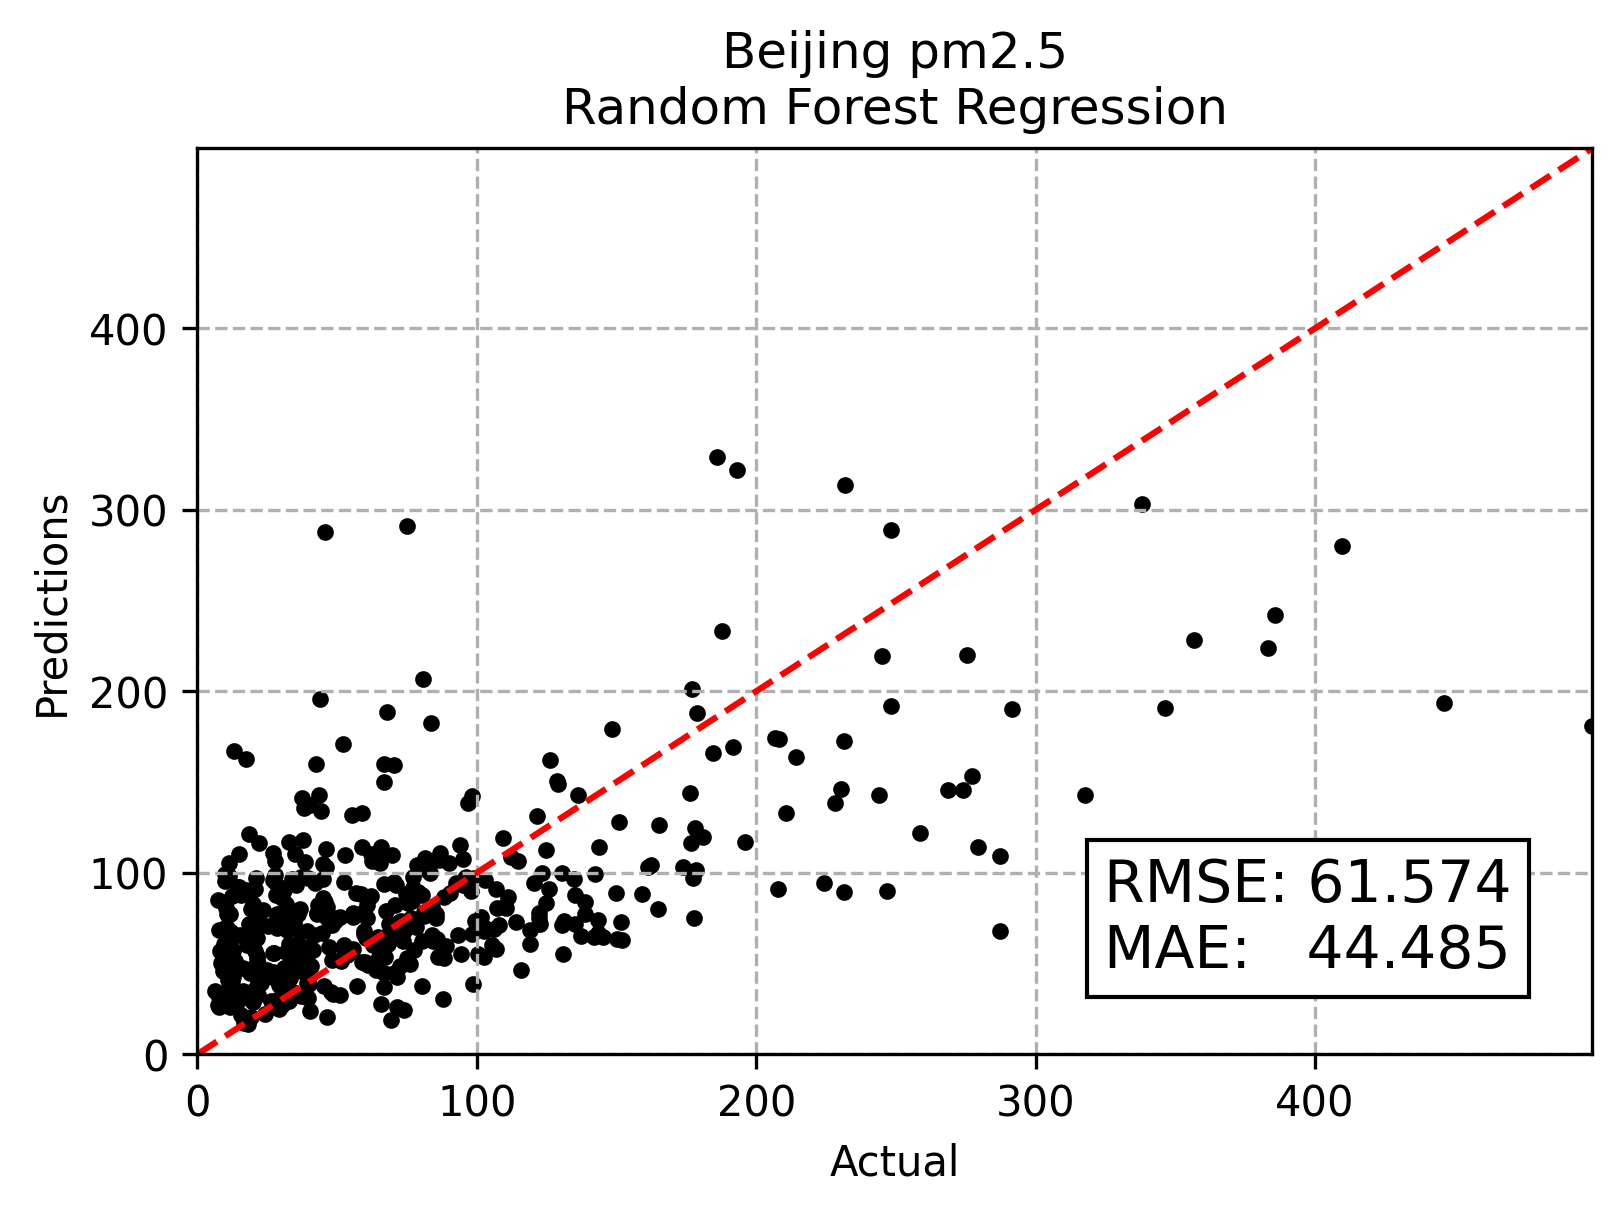 Beijing pm2.5
Random Forest Regression
400
300
200
100
0
Predictions
RMSE: 61.574
MAE: 44.485
0 100 200 300 400
Actual